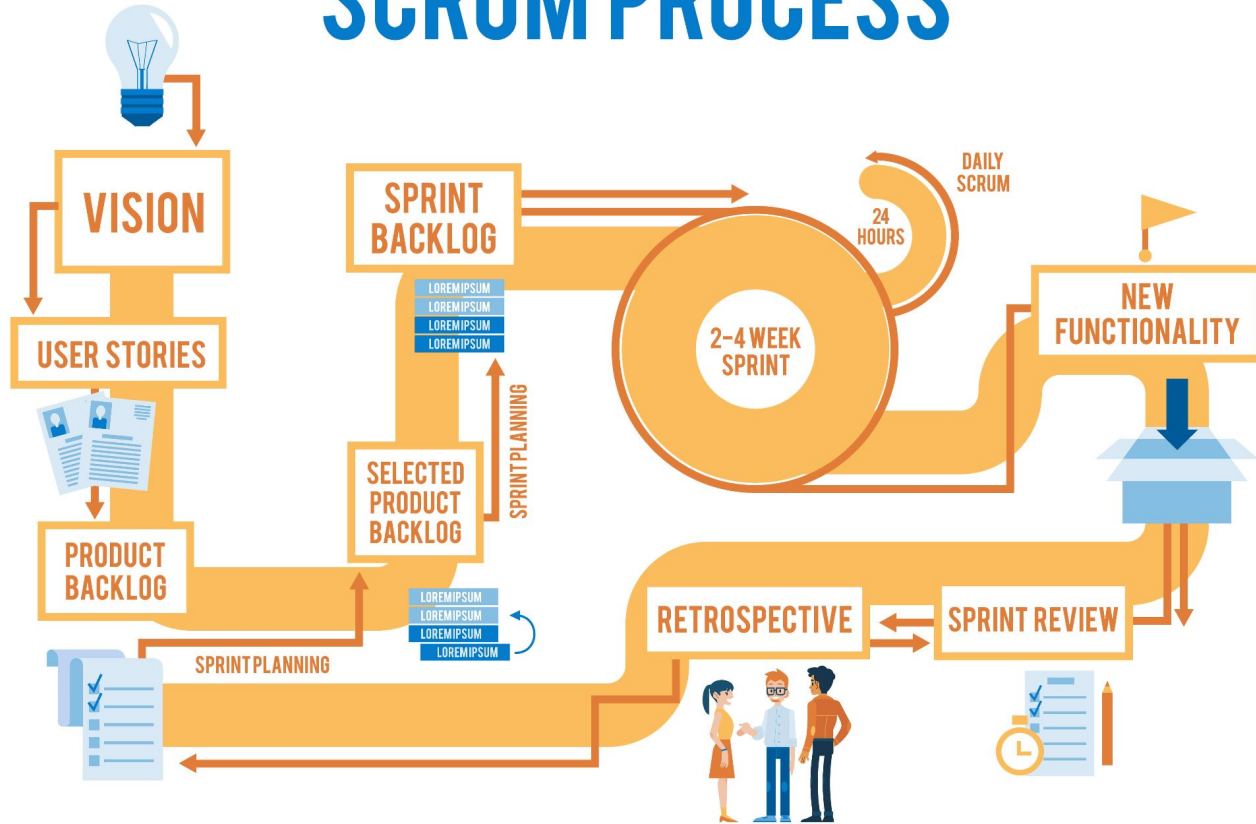 SCRUM PROCESS
VISION
USER STORIES
PRODUCT
BACKLOG
SPRINT PLANNING
SELECTED
PRODUCT
BACKLOG
LOREMIPSUM
LOREMIPSUM
LOREMIPSUM
LOREMIPSUM
SPRINT PLANNING
SPRINT
BACKLOG
LOREMIPSUM
LOREMIPSUM
LOREMIPSUM
LOREMIPSUM
2-4 WEEK
SPRINT
24
HOURS
DAILY
SCRUM
NEW
FUNCTIONALITY
SPRINT REVIEW
RETROSPECTIVE